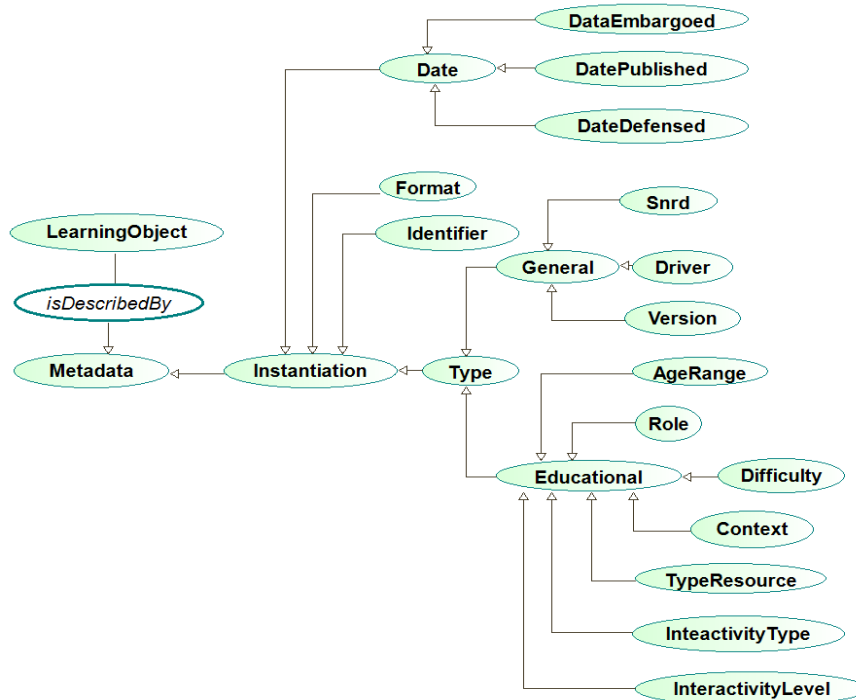 DataEmbargoed
Date
DatePublished
DateDefensed
Format
Snrd
LearningObject
Identifier
General
Driver
isDescribedBy
Version
Metadata
Instantiation
Type
AgeRange
Role
Educational
Difficulty
Context
TypeResource
InteactivityType
InteractivityLevel